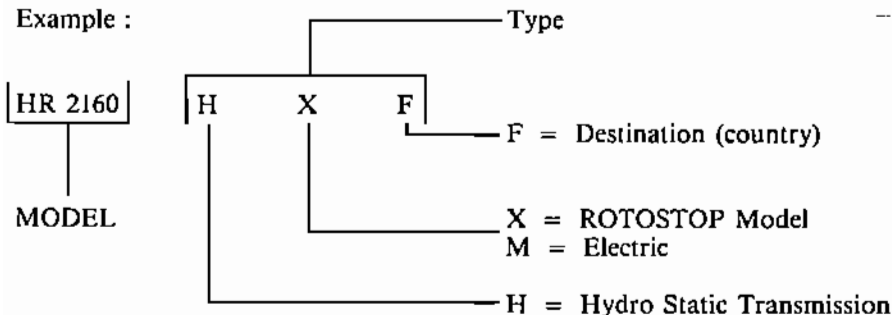 Example :
Type
HR 2160 H X F
F = Destination (country)
MODEL
X = ROTOSTOP Model
M = Electric
H = Hydro Static Transmission